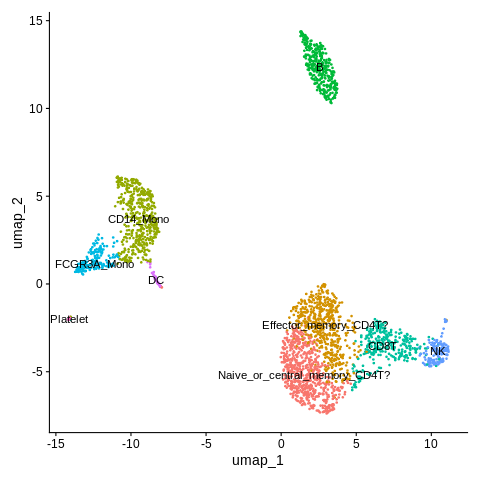 15
B
10
5
CD14_Mono
umap_2
FCGR3A_Mono
DC
0
Platelet
Effector_memory_CD4T?
CD8T
NK
Naive_or_central_memory_CD4T?
-5
-15 -10 -5 0 5 10
umap_1